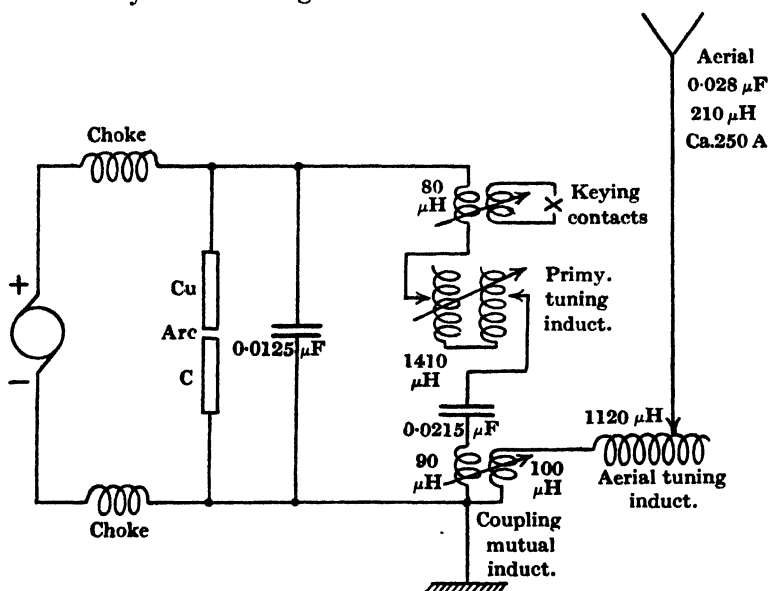 Aerial
0·028 μF
210 μH
Ca.250 A
Choke
80
μH
Keying
contacts
+
Cu
Primy.
tuning
induct.
Arc
0·0125 μF
−
C
1410
μH
0·0215 μF
1120 μH
90
μH
100
μH
Aerial tuning
induct.
Choke
Coupling
mutual
induct.